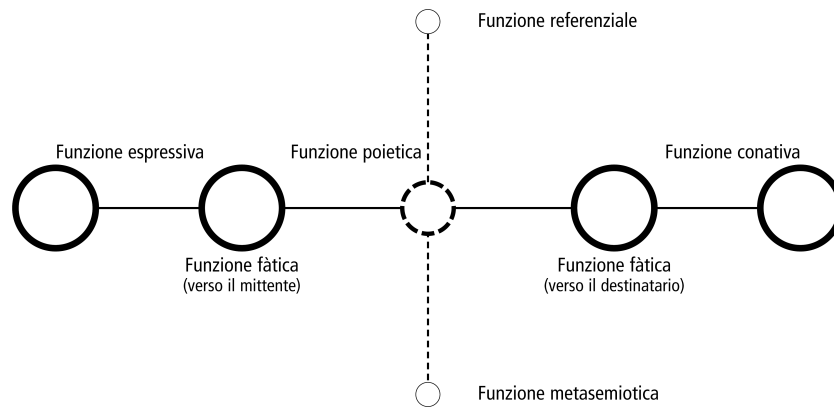 Funzione referenziale
Funzione espressiva
Funzione poietica
Funzione conativa
Funzione fàtica
(verso il mittente)
Funzione fàtica
(verso il destinatario)
Funzione metasemiotica